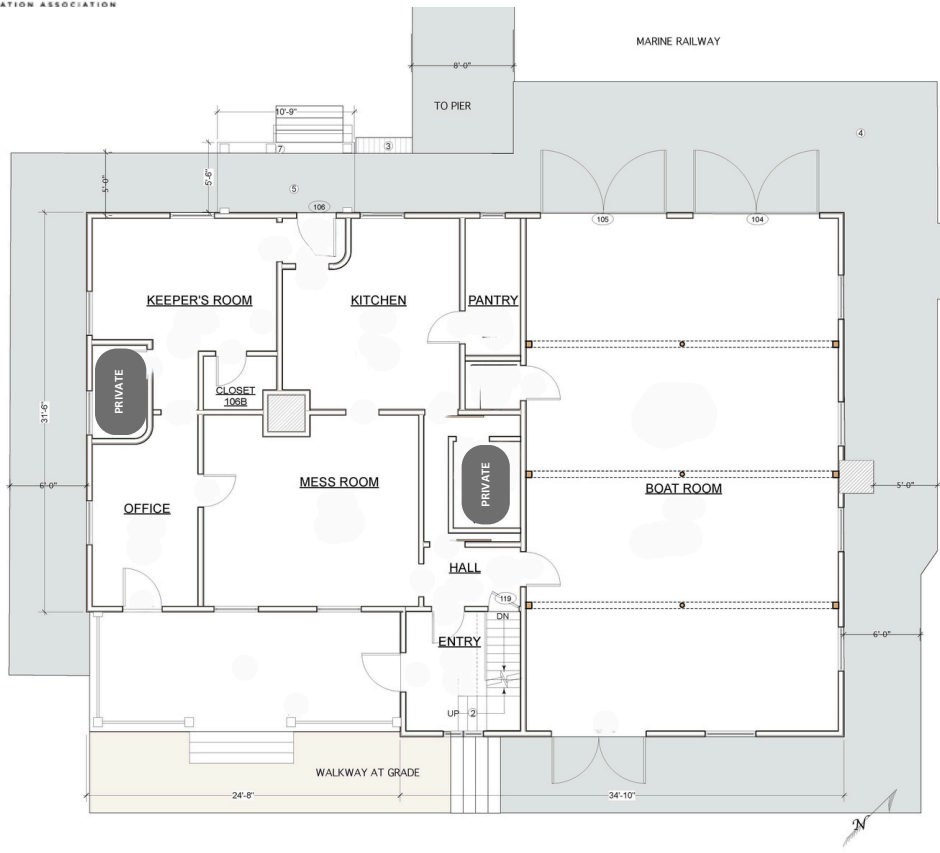 ATION ASSOCIATION
MARINE RAILWAY
8'-0"
TO PIER
10'-9"
4
7
3
5'-0"
5'-6"
5
106
105
104
KEEPER'S ROOM
KITCHEN
PANTRY
PRIVATE
CLOSET
106B
31'-6"
MESS ROOM
PRIVATE
BOAT ROOM
6'-0"
5'-0"
OFFICE
HALL
119
DN
ENTRY
6'-0"
UP
2
WALKWAY AT GRADE
24'-8"
34'-10"
N